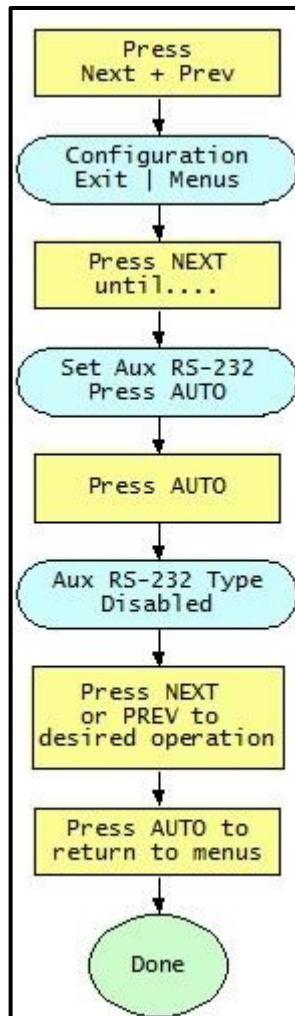 Press
Next + Prev
Configuration
Exit | Menus
Press NEXT
until....
Set Aux RS-232
Press AUTO
Press AUTO
Aux RS-232 Type
Disabled
Press NEXT
or PREV to
desired operation
Press AUTO to
return to menus
Done